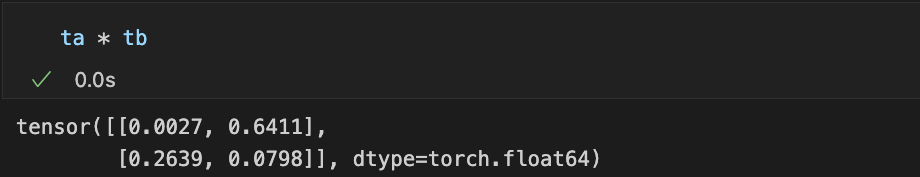 ta * tb
0.0s
tensor([[0.0027, 0.6411],
[0.2639, 0.0798]], dtype=torch.float64)